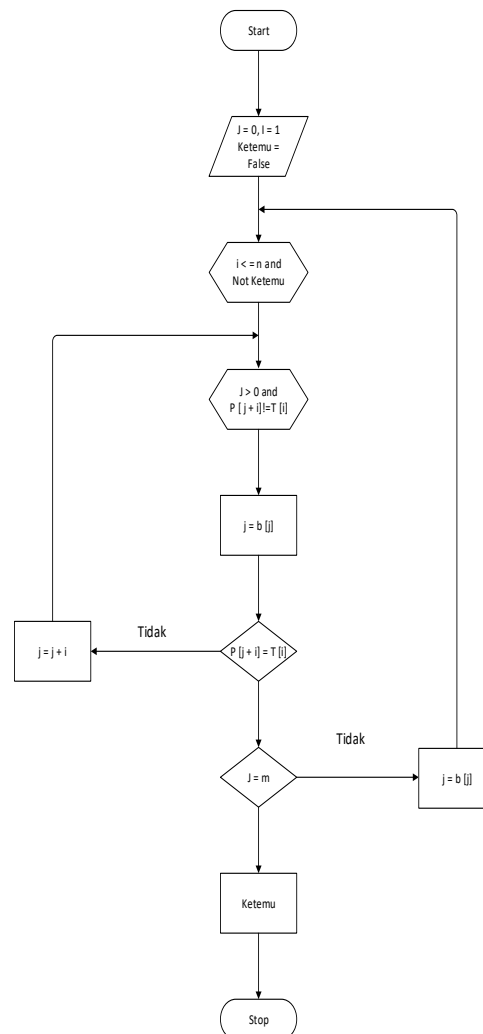 Start
J = 0, I = 1
Ketemu =
False
i < = n and
Not Ketemu
J > 0 and
P [ j + i]!=T [i]
j = b [j]
Tidak
j = j + i
P [j + i] = T [i]
Tidak
J = m
j = b [j]
Ketemu
Stop